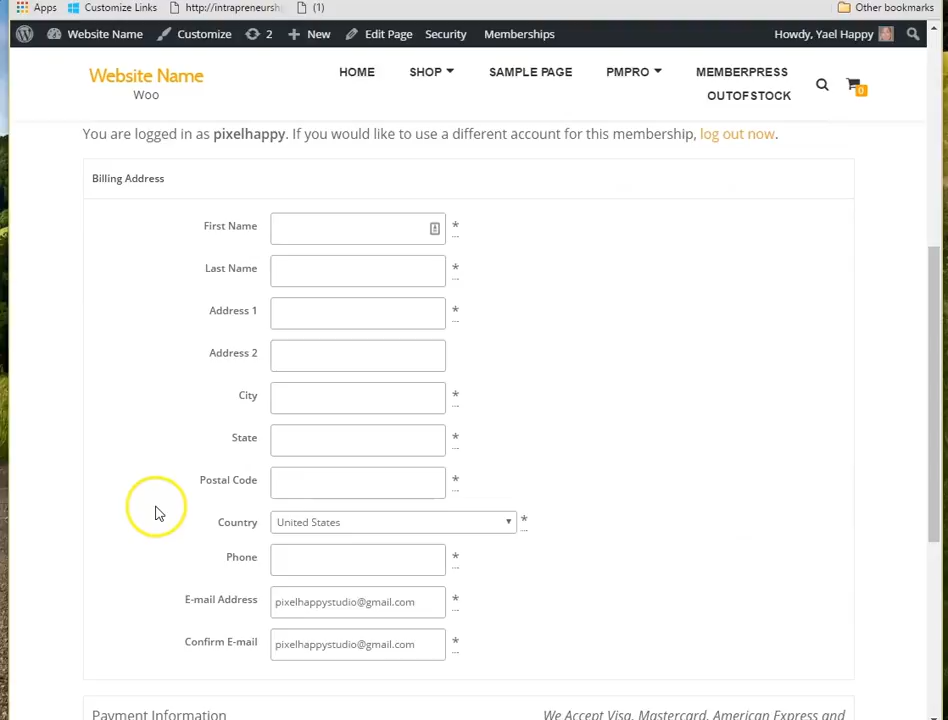 Apps Customize Links http://intrapreneursh (1) Other bookmarks
Website Name Customize 2 New Edit Page Security Memberships Howdy, Yael Happy
Website Name
Woo
HOME SHOP SAMPLE PAGE PMPRO MEMBERPRESS
OUTOFSTOCK
0
You are logged in as pixelhappy. If you would like to use a different account for this membership, log out now.
Billing Address
First Name *
Last Name *
Address 1 *
Address 2
City *
State *
Postal Code *
Country United States *
Phone *
E-mail Address pixelhappystudio@gmail.com *
Confirm E-mail pixelhappystudio@gmail.com *
Payment Information We Accept Visa, Mastercard, American Express and